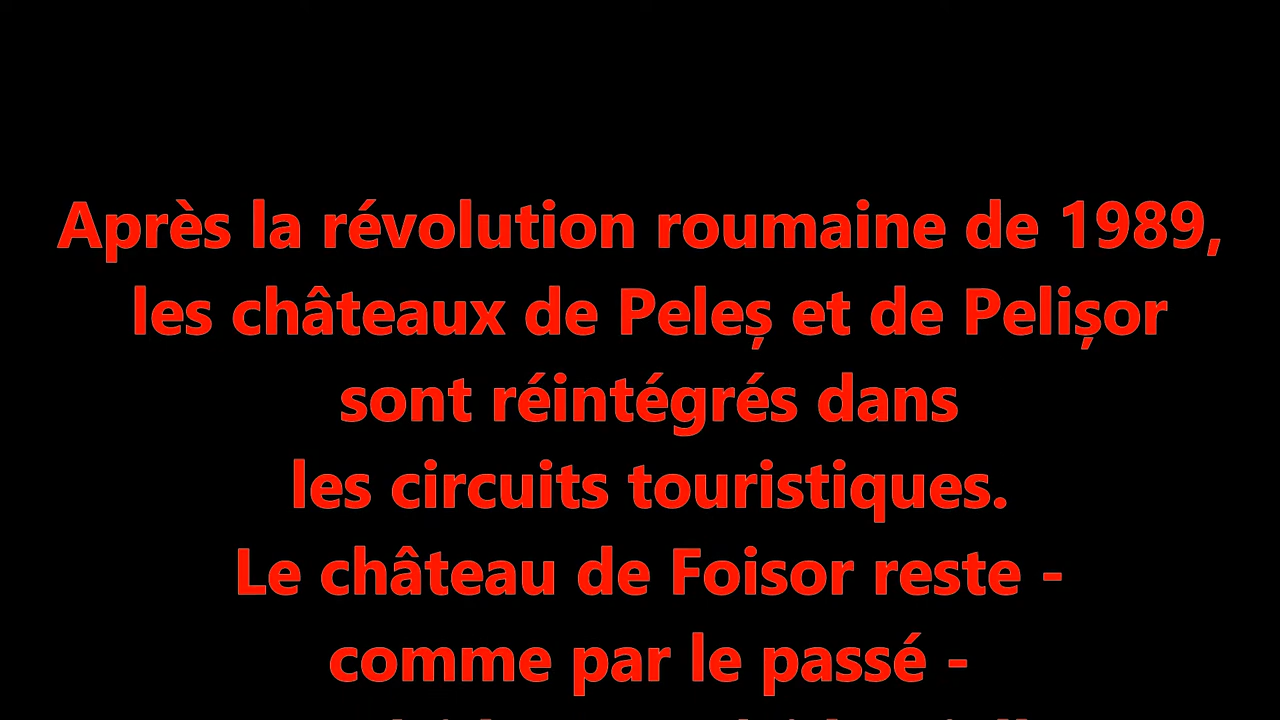 Après la révolution roumaine de 1989,
les châteaux de Peleș et de Pelișor
sont réintégrés dans
les circuits touristiques.
Le château de Foisor reste -
comme par le passé -